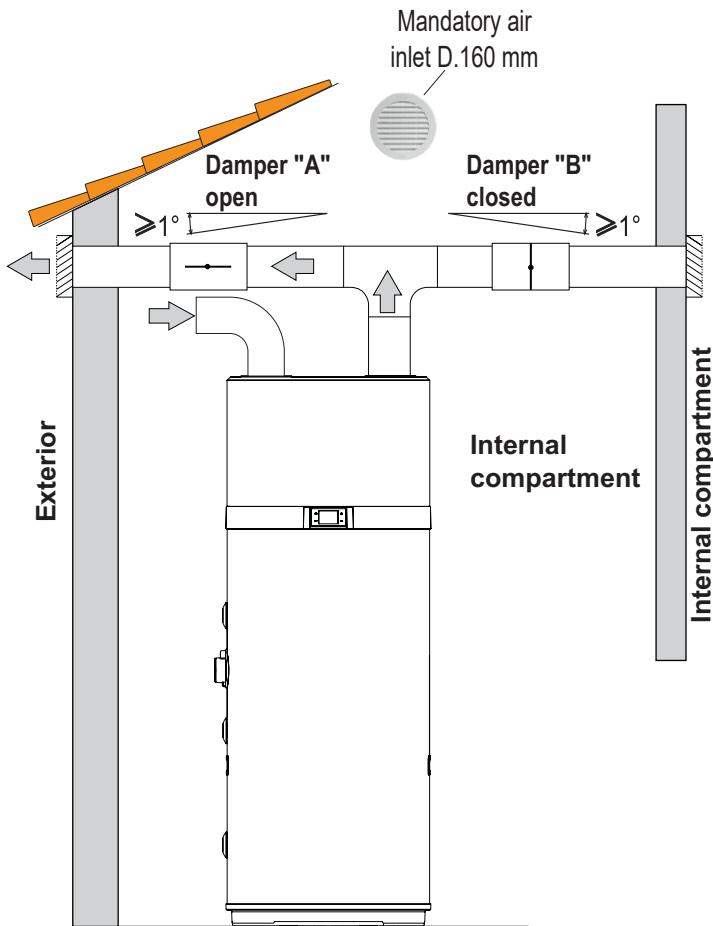 Mandatory air
inlet D.160 mm
Damper "A"
open
Damper "B"
closed
⩾1°
⩾1°
Exterior
Internal
compartment
Internal compartment